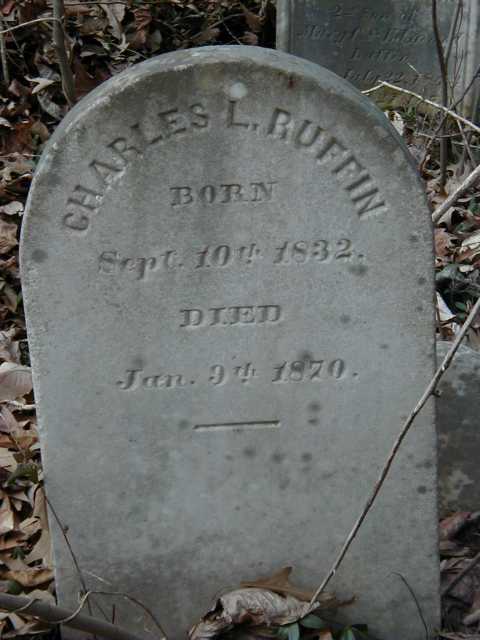 CHARLES L. RUFFIN
BORN
Sept. 10th 1832.
DIED
Jan. 9th 1870.